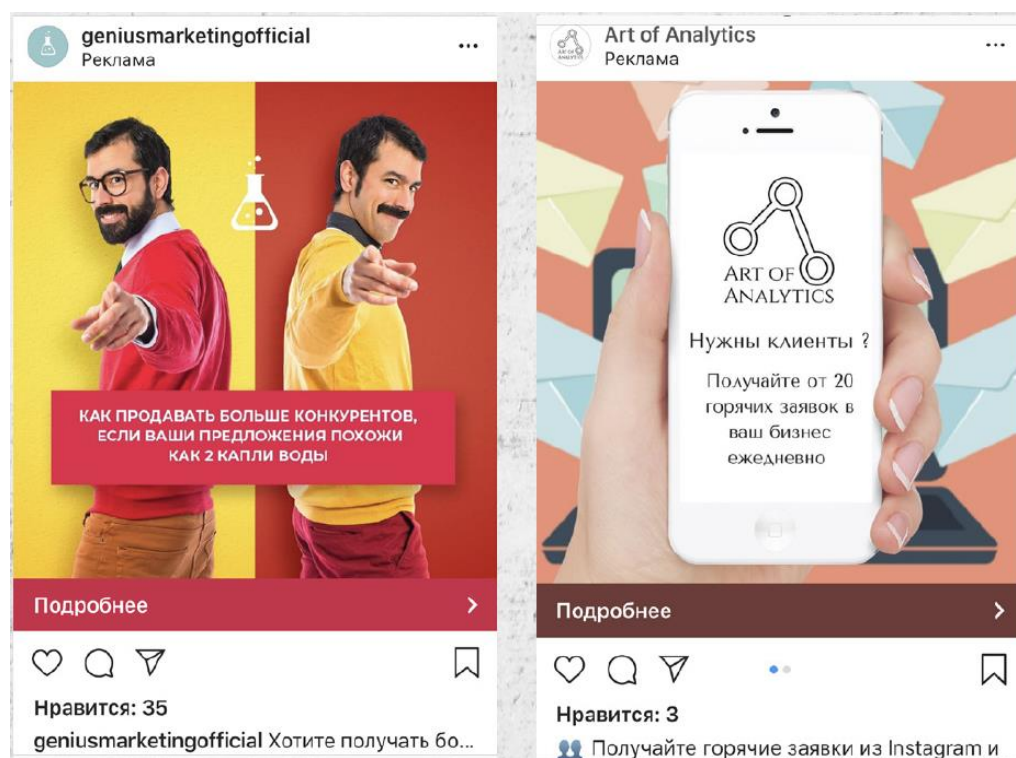 geniusmarketingofficial
Реклама
КАК ПРОДАВАТЬ БОЛЬШЕ КОНКУРЕНТОВ,
ЕСЛИ ВАШИ ПРЕДЛОЖЕНИЯ ПОХОЖИ
КАК 2 КАПЛИ ВОДЫ
Подробнее
Нравится: 35
geniusmarketingofficial Хотите получать бо...
Art of Analytics
Реклама
ART OF
ANALYTICS
Нужны клиенты ?
Получайте от 20
горячих заявок в
ваш бизнес
ежедневно
Подробнее
Нравится: 3
Получайте горячие заявки из Instagram и